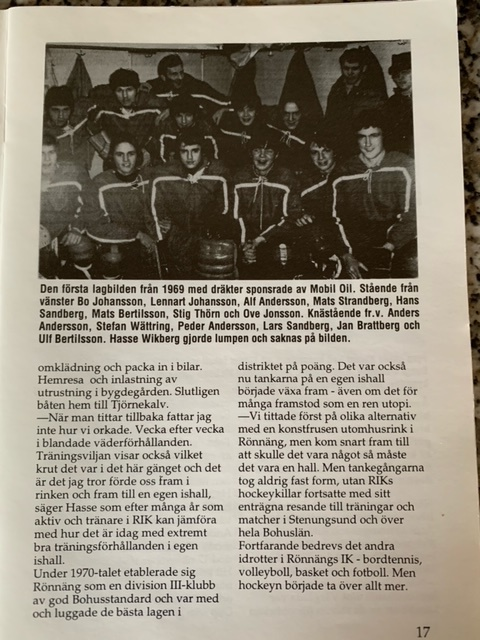 Den första lagbilden från 1969 med dräkter sponsrade av Mobil Oil. Stående från
vänster Bo Johansson, Lennart Johansson, Alf Andersson, Mats Strandberg, Hans
Sandberg, Mats Bertilsson, Stig Thörn och Ove Jonsson. Knästående fr.v. Anders
Andersson, Stefan Wättring, Peder Andersson, Lars Sandberg, Jan Brattberg och
Ulf Bertilsson. Hasse Wikberg gjorde lumpen och saknas på bilden.
omklädning och packa in i bilar.
Hemresa och inlastning av
utrustning i bygdegården. Slutligen
båten hem till Tjörnekalv.
—När man tittar tillbaka fattar jag
inte hur vi orkade. Vecka efter vecka
i blandade väderförhållanden.
Träningsviljan visar också vilket
krut det var i det här gänget och det
är det jag tror förde oss fram i
rinken och fram till en egen ishall,
säger Hasse som efter många år som
aktiv och tränare i RIK kan jämföra
med hur det är idag med extremt
bra träningsförhållanden i egen
ishall.
Under 1970-talet etablerade sig
Rönnäng som en division III-klubb
av god Bohusstandard och var med
och luggade de bästa lagen i
distriktet på poäng. Det var också
nu tankarna på en egen ishall
började växa fram - även om det för
många framstod som en ren utopi.
—Vi tittade först på olika alternativ
med en konstfrusen utomhusrink i
Rönnäng, men kom snart fram till
att skulle det vara något så måste
det vara en hall. Men tankegångarna
tog aldrig fast form, utan RIKs
hockeykillar fortsatte med sitt
enträgna resande till träningar och
matcher i Stenungsund och över
hela Bohuslän.
Fortfarande bedrevs det andra
idrotter i Rönnängs IK - bordtennis,
volleyboll, basket och fotboll. Men
hockeyn började ta över allt mer.
17